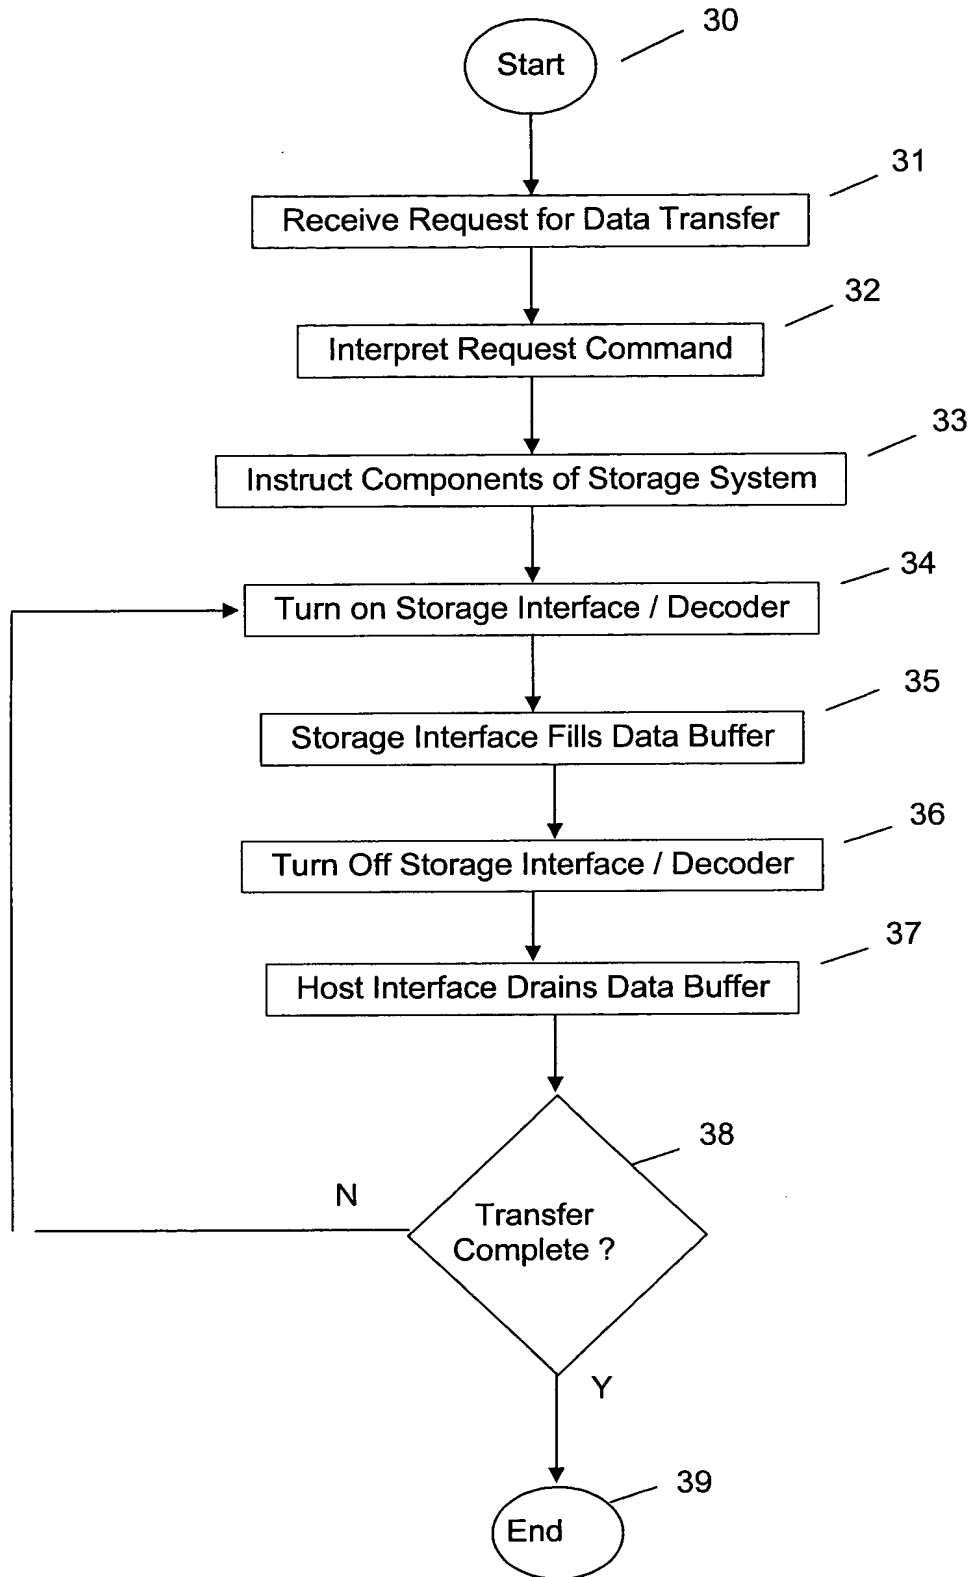 30
Start
31
Receive Request for Data Transfer
32
Interpret Request Command
33
Instruct Components of Storage System
34
Turn on Storage Interface / Decoder
35
Storage Interface Fills Data Buffer
36
Turn Off Storage Interface / Decoder
37
Host Interface Drains Data Buffer
38
N
Transfer
Complete ?
Y
39
End